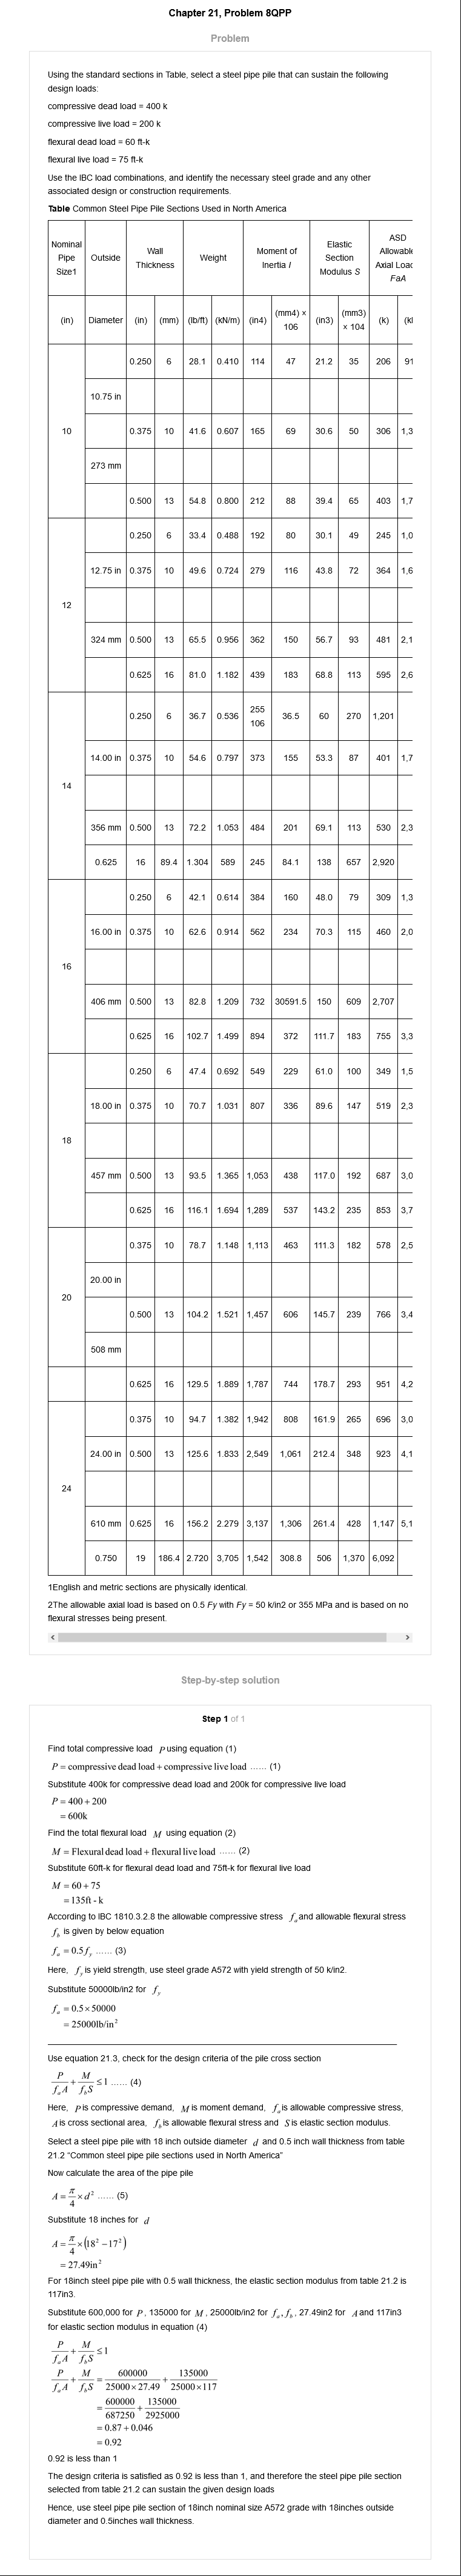 Chapter 21, Problem 8QPP
Problem
Using the standard sections in Table, select a steel pipe pile that can sustain the following
design loads:
compressive dead load = 400 k
compressive live load = 200 k
flexural dead load = 60 ft-k
flexural live load = 75 ft-k
Use the IBC load combinations, and identify the necessary steel grade and any other
associated design or construction requirements.
Table Common Steel Pipe Pile Sections Used in North America
Nominal Pipe Size1 Outside Wall Thickness Weight Moment of Inertia I Elastic Section Modulus S ASD Allowable Axial Load FaA
(in) Diameter (in) (mm) (lb/ft) (kN/m) (in4) (mm4) × 106 (in3) (mm3) × 104 (k) (k
0.250 6 28.1 0.410 114 47 21.2 35 206 91
10.75 in
10 0.375 10 41.6 0.607 165 69 30.6 50 306 1,3
273 mm
0.500 13 54.8 0.800 212 88 39.4 65 403 1,7
0.250 6 33.4 0.488 192 80 30.1 49 245 1,0
12.75 in 0.375 10 49.6 0.724 279 116 43.8 72 364 1,6
12
324 mm 0.500 13 65.5 0.956 362 150 56.7 93 481 2,1
0.625 16 81.0 1.182 439 183 68.8 113 595 2,6
0.250 6 36.7 0.536 255 106 36.5 60 270 1,201
14.00 in 0.375 10 54.6 0.797 373 155 53.3 87 401 1,7
14
356 mm 0.500 13 72.2 1.053 484 201 69.1 113 530 2,3
0.625 16 89.4 1.304 589 245 84.1 138 657 2,920
0.250 6 42.1 0.614 384 160 48.0 79 309 1,3
16.00 in 0.375 10 62.6 0.914 562 234 70.3 115 460 2,0
16
406 mm 0.500 13 82.8 1.209 732 30591.5 150 609 2,707
0.625 16 102.7 1.499 894 372 111.7 183 755 3,3
0.250 6 47.4 0.692 549 229 61.0 100 349 1,5
18.00 in 0.375 10 70.7 1.031 807 336 89.6 147 519 2,3
18
457 mm 0.500 13 93.5 1.365 1,053 438 117.0 192 687 3,0
0.625 16 116.1 1.694 1,289 537 143.2 235 853 3,7
0.375 10 78.7 1.148 1,113 463 111.3 182 578 2,5
20.00 in
20
0.500 13 104.2 1.521 1,457 606 145.7 239 766 3,4
508 mm
0.625 16 129.5 1.889 1,787 744 178.7 293 951 4,2
0.375 10 94.7 1.382 1,942 808 161.9 265 696 3,0
24.00 in 0.500 13 125.6 1.833 2,549 1,061 212.4 348 923 4,1
24
610 mm 0.625 16 156.2 2.279 3,137 1,306 261.4 428 1,147 5,1
0.750 19 186.4 2.720 3,705 1,542 308.8 506 1,370 6,092
1English and metric sections are physically identical.
2The allowable axial load is based on 0.5 Fy with Fy = 50 k/in2 or 355 MPa and is based on no
flexural stresses being present.
Step-by-step solution
Step 1 of 1
Find total compressive load P using equation (1)
P = compressive dead load + compressive live load ...... (1)
Substitute 400k for compressive dead load and 200k for compressive live load
P = 400 + 200
= 600k
Find the total flexural load M using equation (2)
M = Flexural dead load + flexural live load ...... (2)
Substitute 60ft-k for flexural dead load and 75ft-k for flexural live load
M = 60 + 75
= 135ft - k
According to IBC 1810.3.2.8 the allowable compressive stress f_a and allowable flexural stress
f_b is given by below equation
f_a = 0.5 f_y ...... (3)
Here, f_y is yield strength, use steel grade A572 with yield strength of 50 k/in2.
Substitute 50000lb/in2 for f_y
f_a = 0.5 × 50000
= 25000lb/in²
Use equation 21.3, check for the design criteria of the pile cross section
P/(f_a A) + M/(f_b S) ≤ 1 ...... (4)
Here, P is compressive demand, M is moment demand, f_a is allowable compressive stress,
A is cross sectional area, f_b is allowable flexural stress and S is elastic section modulus.
Select a steel pipe pile with 18 inch outside diameter d and 0.5 inch wall thickness from table
21.2 “Common steel pipe pile sections used in North America”
Now calculate the area of the pipe pile
A = π/4 × d² ...... (5)
Substitute 18 inches for d
A = π/4 × (18² − 17²)
= 27.49in²
For 18inch steel pipe pile with 0.5 wall thickness, the elastic section modulus from table 21.2 is
117in3.
Substitute 600,000 for P, 135000 for M, 25000lb/in2 for f_a, f_b, 27.49in2 for A and 117in3
for elastic section modulus in equation (4)
P/(f_a A) + M/(f_b S) ≤ 1
P/(f_a A) + M/(f_b S) = 600000/(25000 × 27.49) + 135000/(25000 × 117)
= 600000/687250 + 135000/2925000
= 0.87 + 0.046
= 0.92
0.92 is less than 1
The design criteria is satisfied as 0.92 is less than 1, and therefore the steel pipe pile section
selected from table 21.2 can sustain the given design loads
Hence, use steel pipe pile section of 18inch nominal size A572 grade with 18inches outside
diameter and 0.5inches wall thickness.